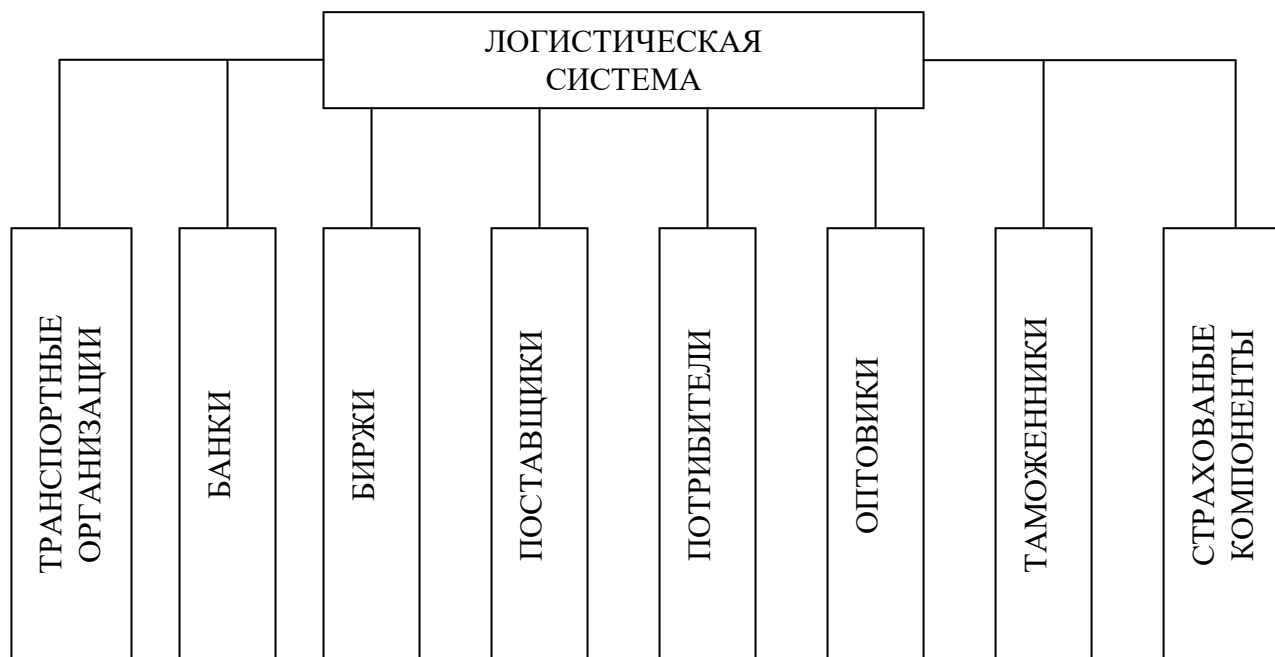 ЛОГИСТИЧЕСКАЯ
СИСТЕМА
ТРАНСПОРТНЫЕ
ОРГАНИЗАЦИИ
БАНКИ
БИРЖИ
ПОСТАВЩИКИ
ПОТРИБИТЕЛИ
ОПТОВИКИ
ТАМОЖЕННИКИ
СТРАХОВАНЫЕ
КОМПОНЕНТЫ